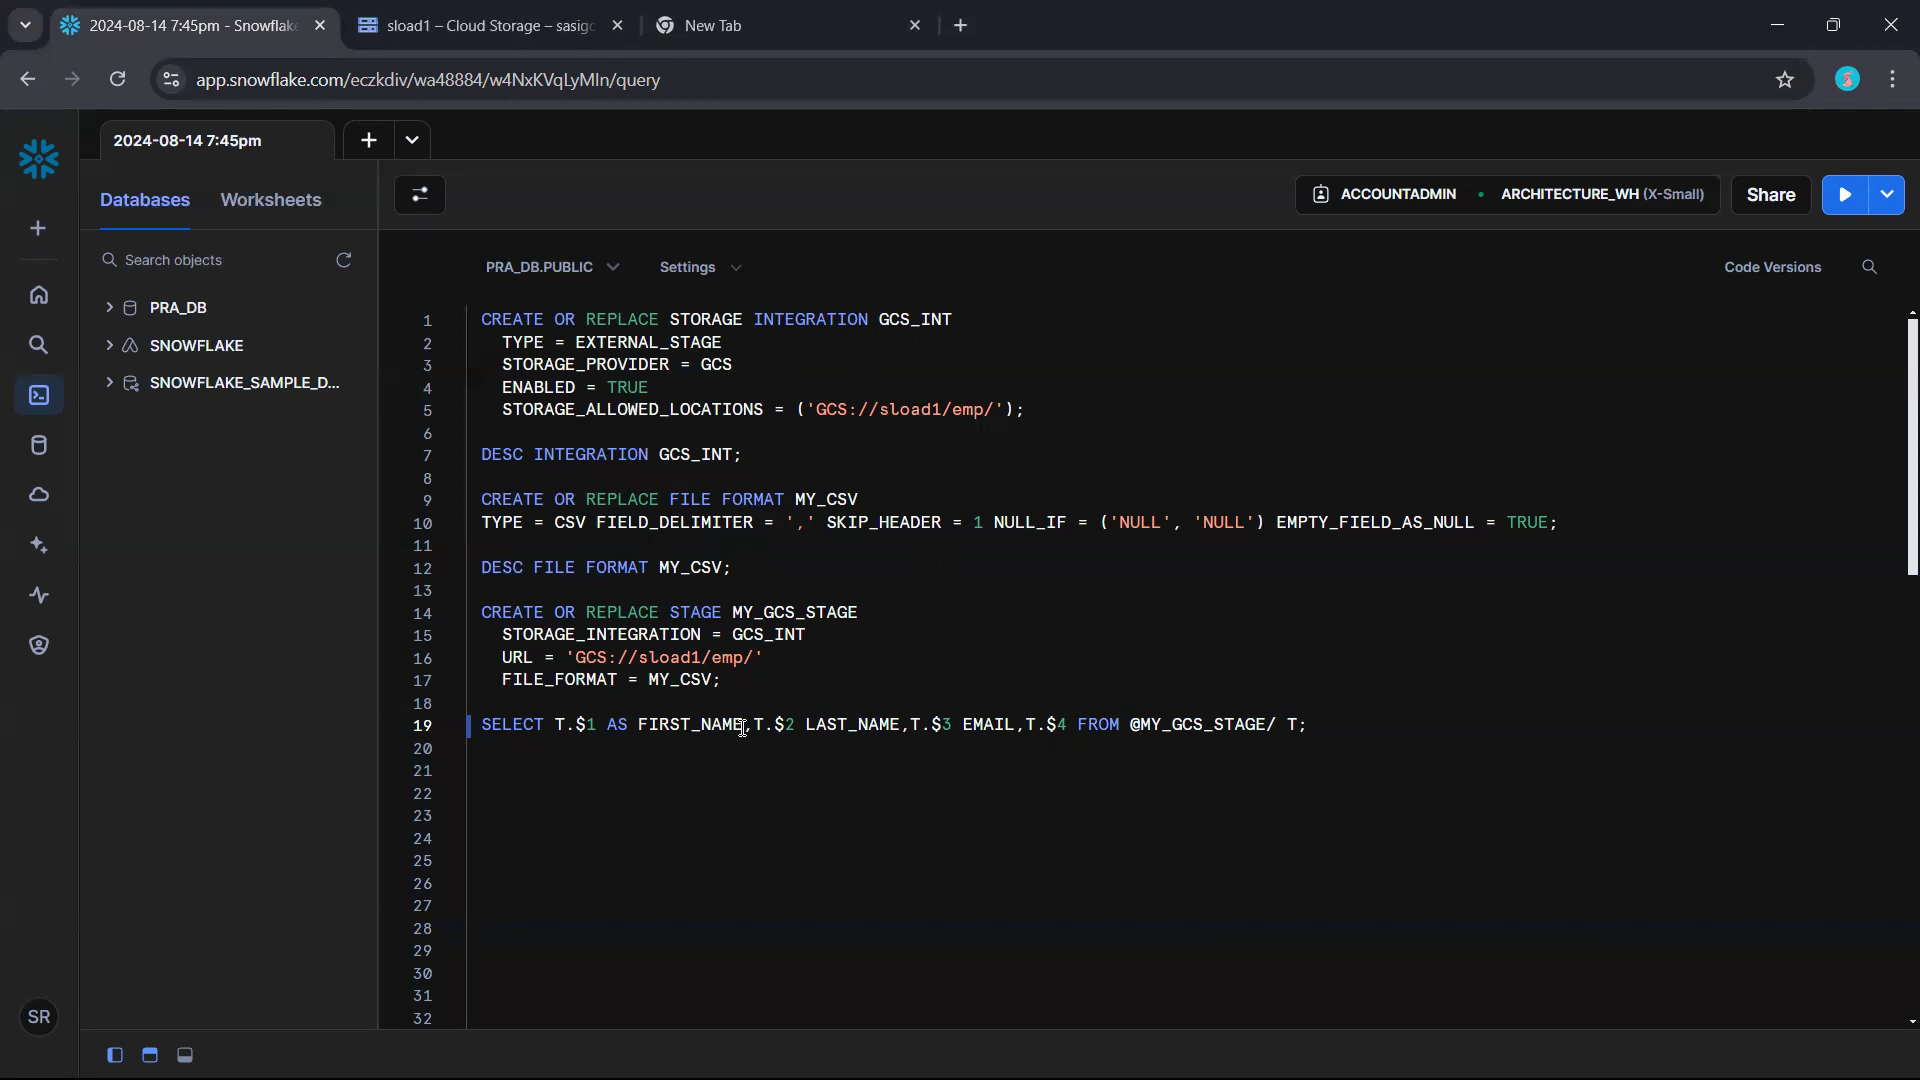 2024-08-14 7:45pm - Snowflak
sload1 – Cloud Storage – sasigc
New Tab
app.snowflake.com/eczkdiv/wa48884/w4NxKVqLyMIn/query
2024-08-14 7:45pm
Databases
Worksheets
ACCOUNTADMIN
ARCHITECTURE_WH (X-Small)
Share
Search objects
PRA_DB.PUBLIC
Settings
Code Versions
PRA_DB
SNOWFLAKE
SNOWFLAKE_SAMPLE_D...
1 CREATE OR REPLACE STORAGE INTEGRATION GCS_INT
2 TYPE = EXTERNAL_STAGE
3 STORAGE_PROVIDER = GCS
4 ENABLED = TRUE
5 STORAGE_ALLOWED_LOCATIONS = ('GCS://sload1/emp/');
6
7 DESC INTEGRATION GCS_INT;
8
9 CREATE OR REPLACE FILE FORMAT MY_CSV
10 TYPE = CSV FIELD_DELIMITER = ',' SKIP_HEADER = 1 NULL_IF = ('NULL', 'NULL') EMPTY_FIELD_AS_NULL = TRUE;
11
12 DESC FILE FORMAT MY_CSV;
13
14 CREATE OR REPLACE STAGE MY_GCS_STAGE
15 STORAGE_INTEGRATION = GCS_INT
16 URL = 'GCS://sload1/emp/'
17 FILE_FORMAT = MY_CSV;
18
19 SELECT T.$1 AS FIRST_NAME,T.$2 LAST_NAME,T.$3 EMAIL,T.$4 FROM @MY_GCS_STAGE/ T;
20
21
22
23
24
25
26
27
28
29
30
31
32
SR